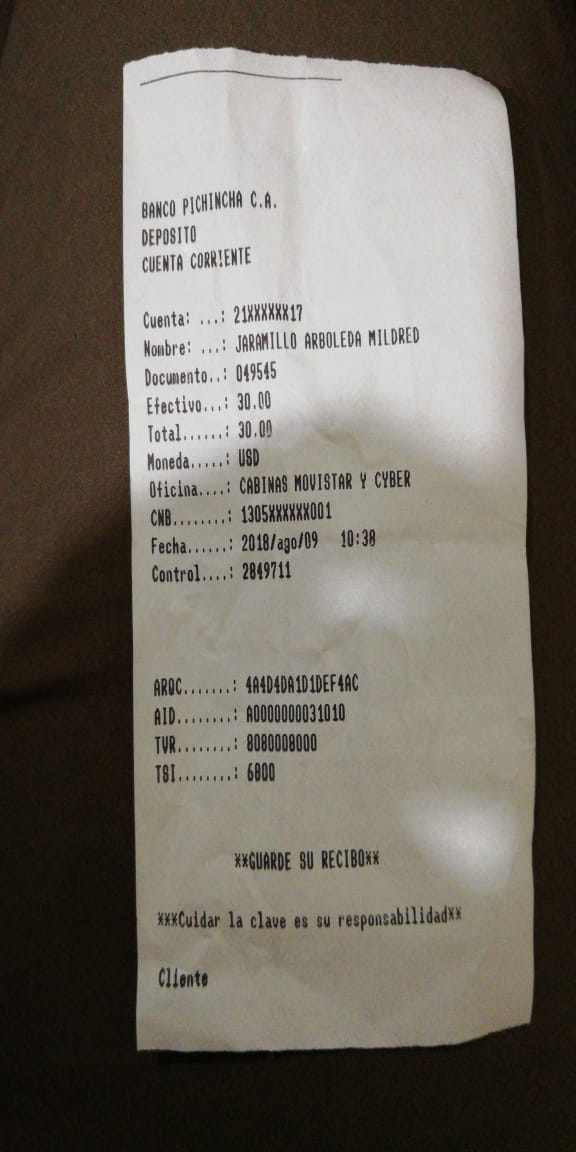 BANCO PICHINCHA C.A.
DEPOSITO
CUENTA CORRIENTE
Cuenta: ...: 21XXXXXX17
Nombre: ...: JARAMILLO ARBOLEDA MILDRED
Documento..: 049545
Efectivo...: 30.00
Total......: 30.00
Moneda.....: USD
Oficina....: CABINAS MOVISTAR Y CYBER
CNB........: 1305XXXXXX001
Fecha......: 2018/ago/09 10:38
Control....: 2849711
ARQC.......: 4A4D4DA1D1DEF4AC
AID........: A0000000031010
TVR........: 8080008000
TSI........: 6800
**GUARDE SU RECIBO**
***Cuidar la clave es su responsabilidad**
Cliente